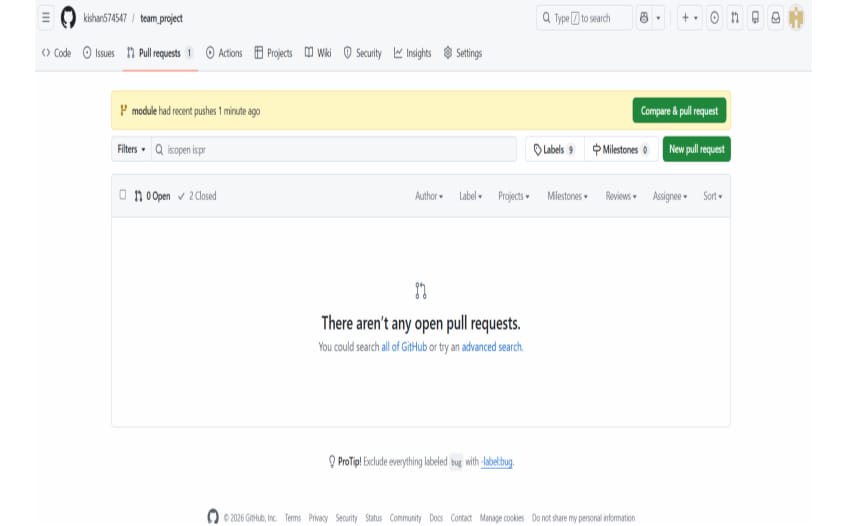 kishan574547 / team_project Type / to search
Code Issues Pull requests 1 Actions Projects Wiki Security Insights Settings
module had recent pushes 1 minute ago Compare & pull request
Filters is:open is:pr Labels 9 Milestones 0 New pull request
0 Open 2 Closed Author Label Projects Milestones Reviews Assignee Sort
There aren't any open pull requests.
You could search all of GitHub or try an advanced search.
ProTip! Exclude everything labeled bug with -label:bug.
© 2026 GitHub, Inc. Terms Privacy Security Status Community Docs Contact Manage cookies Do not share my personal information